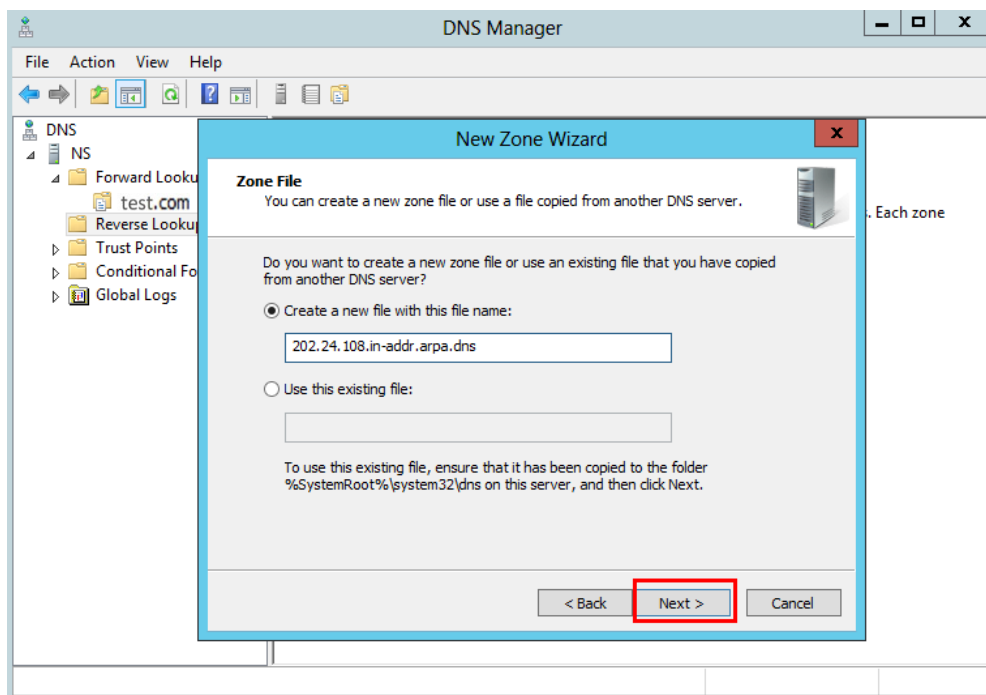 DNS Manager
File Action View Help
DNS
NS
Forward Looku
test.com
Reverse Looku
Trust Points
Conditional Fo
Global Logs
New Zone Wizard
Zone File
You can create a new zone file or use a file copied from another DNS server.
. Each zone
Do you want to create a new zone file or use an existing file that you have copied
from another DNS server?
Create a new file with this file name:
202.24.108.in-addr.arpa.dns
Use this existing file:
To use this existing file, ensure that it has been copied to the folder
%SystemRoot%\system32\dns on this server, and then click Next.
< Back Next > Cancel